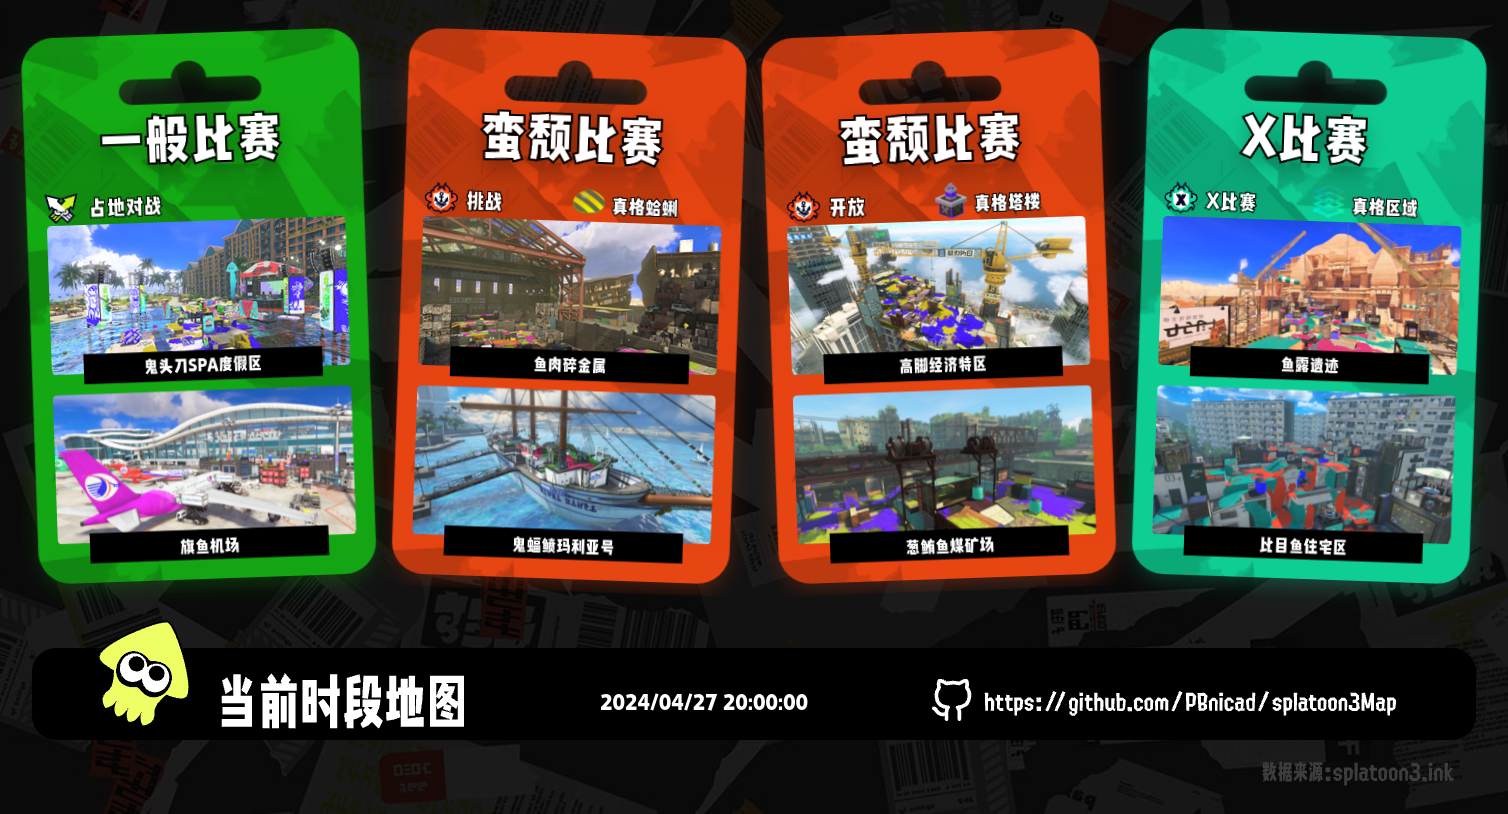 一般比赛
占地对战
鬼头刀SPA度假区
旗鱼机场
蛮颓比赛
挑战
真格蛤蜊
鱼肉碎金属
鬼蝠鲼玛利亚号
蛮颓比赛
开放
真格塔楼
高脚经济特区
葱鲔鱼煤矿场
X比赛
X比赛
真格区域
鱼露遗迹
比目鱼住宅区
当前时段地图
2024/04/27 20:00:00
https://github.com/PBnicad/splatoon3Map
数据来源:splatoon3.ink